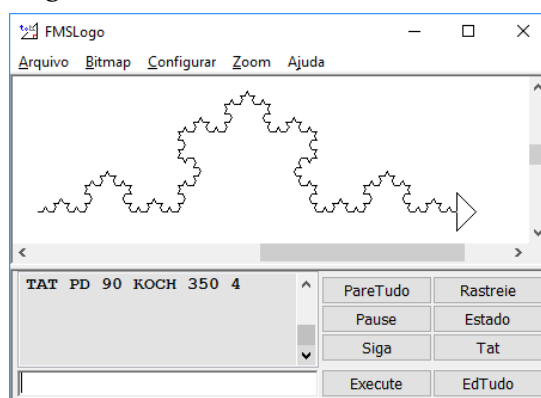 FMSLogo
Arquivo Bitmap Configurar Zoom Ajuda
TAT PD 90 KOCH 350 4
PareTudo Rastreie
Pause Estado
Siga Tat
Execute EdTudo